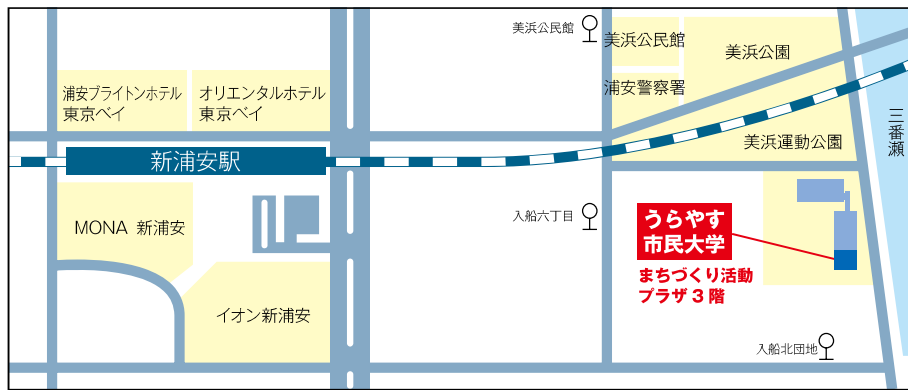 美浜公民館
美浜公民館
美浜公園
浦安警察署
浦安ブライトンホテル
東京ベイ
オリエンタルホテル
東京ベイ
三番瀬
美浜運動公園
新浦安駅
MONA 新浦安
入船六丁目
うらやす
市民大学
まちづくり活動
プラザ3階
イオン新浦安
入船北団地